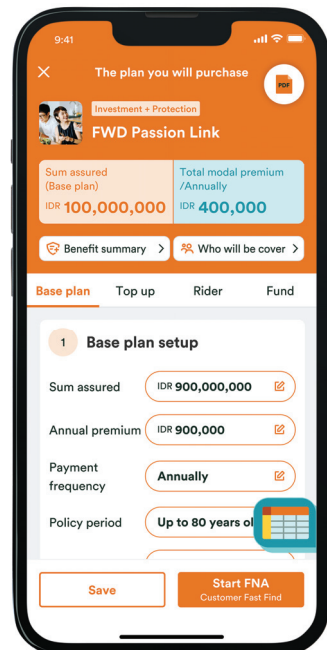 9:41
The plan you will purchase
PDF
Investment + Protection
FWD Passion Link
Sum assured
(Base plan)
IDR 100,000,000
Total modal premium
/Annually
IDR 400,000
Benefit summary
Who will be cover
Base plan Top up Rider Fund
1 Base plan setup
Sum assured IDR 900,000,000
Annual premium IDR 900,000
Payment
frequency
Annually
Policy period Up to 80 years ol
Save
Start FNA
Customer Fast Find